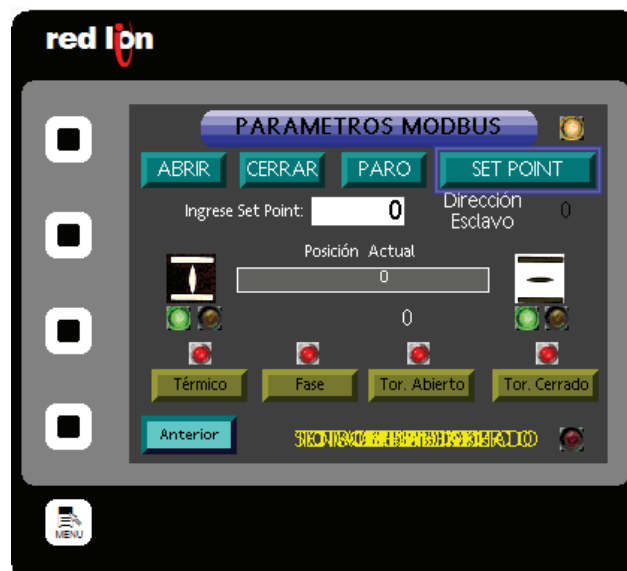 red lion
PARAMETROS MODBUS
ABRIR CERRAR PARO SET POINT
Ingrese Set Point: 0 Dirección Esclavo 0
Posición Actual
0
0
Térmico Fase Tor. Abierto Tor. Cerrado
Anterior
MENU